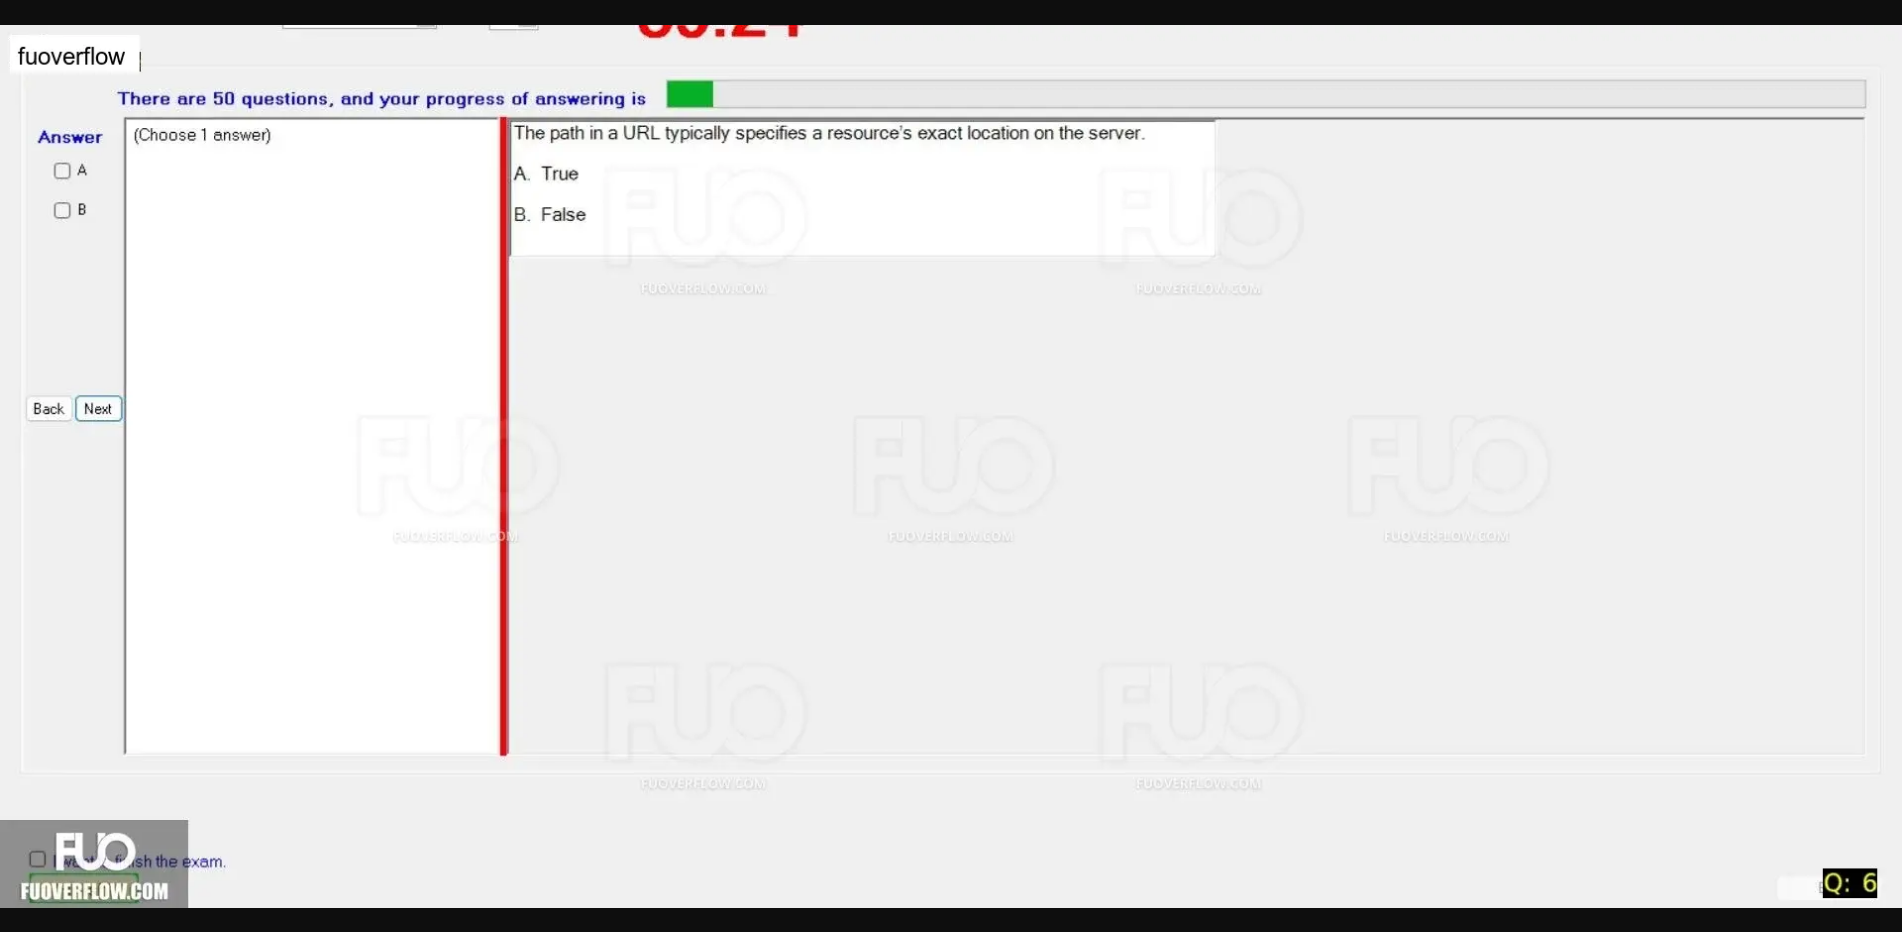 fuoverflow
There are 50 questions, and your progress of answering is
Answer
(Choose 1 answer)
The path in a URL typically specifies a resource's exact location on the server.
A
A. True
B
B. False
Back
Next
FUOVERFLOW.COM
FUOVERFLOW.COM
FUO
FUO
FUO
FUO
FUO
FUOVERFLOW.COM
FUOVERFLOW.COM
FUOVERFLOW.COM
FUO
FUO
FUOVERFLOW.COM
FUOVERFLOW.COM
FUO
the exam.
FUOVERFLOW.COM
Q: 6